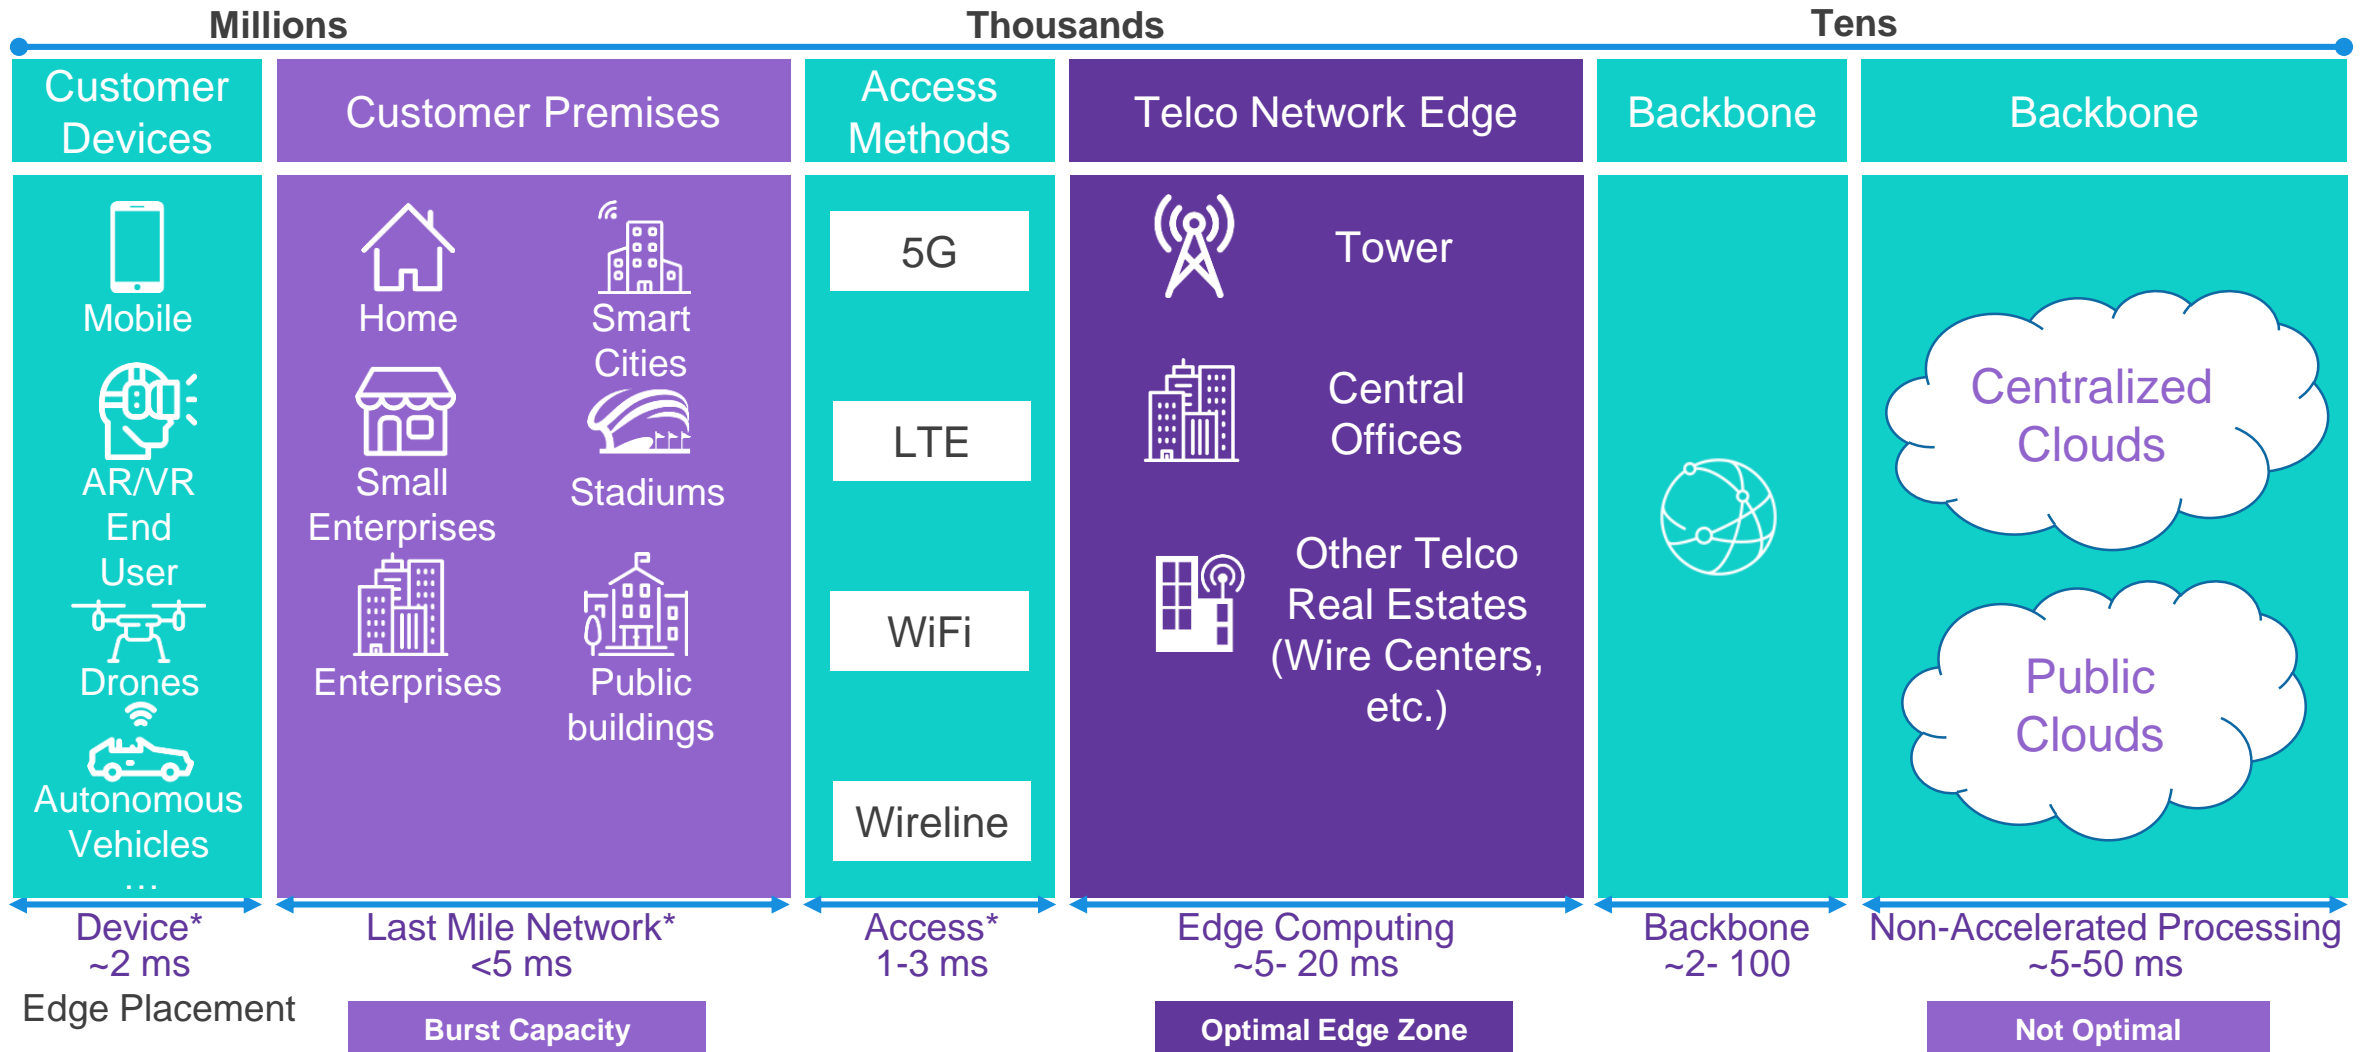 Millions
Thousands
Tens
Customer
Devices
Customer Premises
Access
Methods
Telco Network Edge
Backbone
Backbone
Mobile
AR/VR
End
User
Drones
Autonomous
Vehicles
...
Home
Smart
Cities
Small
Enterprises
Stadiums
Enterprises
Public
buildings
5G
LTE
WiFi
Wireline
Tower
Central
Offices
Other Telco
Real Estates
(Wire Centers,
etc.)
Centralized
Clouds
Public
Clouds
Device*
~2 ms
Last Mile Network*
<5 ms
Access*
1-3 ms
Edge Computing
~5- 20 ms
Backbone
~2- 100
Non-Accelerated Processing
~5-50 ms
Edge Placement
Burst Capacity
Optimal Edge Zone
Not Optimal